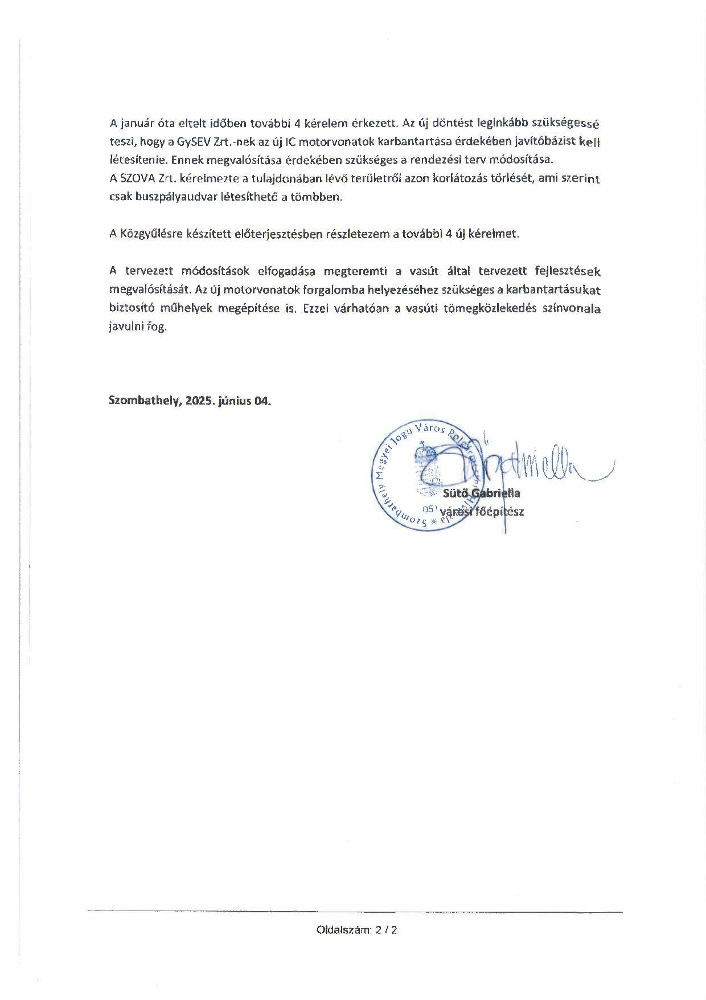 A január óta eltelt időben további 4 kérelem érkezett. Az új döntést leginkább szükségessé
teszi, hogy a GySEV Zrt.-nek az új IC motorvonatok karbantartása érdekében javítóbázist kell
létesítenie. Ennek megvalósítása érdekében szükséges a rendezési terv módosítása.
A SZOVA Zrt. kérelmezte a tulajdonában lévő területről azon korlátozás törlését, ami szerint
csak buszpályaudvar létesíthető a tömbben.
A Közgyűlésre készített előterjesztésben részletezem a további 4 új kérelmet.
A tervezett módosítások elfogadása megteremti a vasút által tervezett fejlesztések
megvalósítását. Az új motorvonatok forgalomba helyezéséhez szükséges a karbantartásukat
biztosító műhelyek megépítése is. Ezzel várhatóan a vasúti tömegközlekedés színvonala
javulni fog.
Szombathely, 2025. június 04.
Szombathely Megyei Jogú Város
Sütő Gabriella
városi főépítész
Oldalszám: 2 / 2